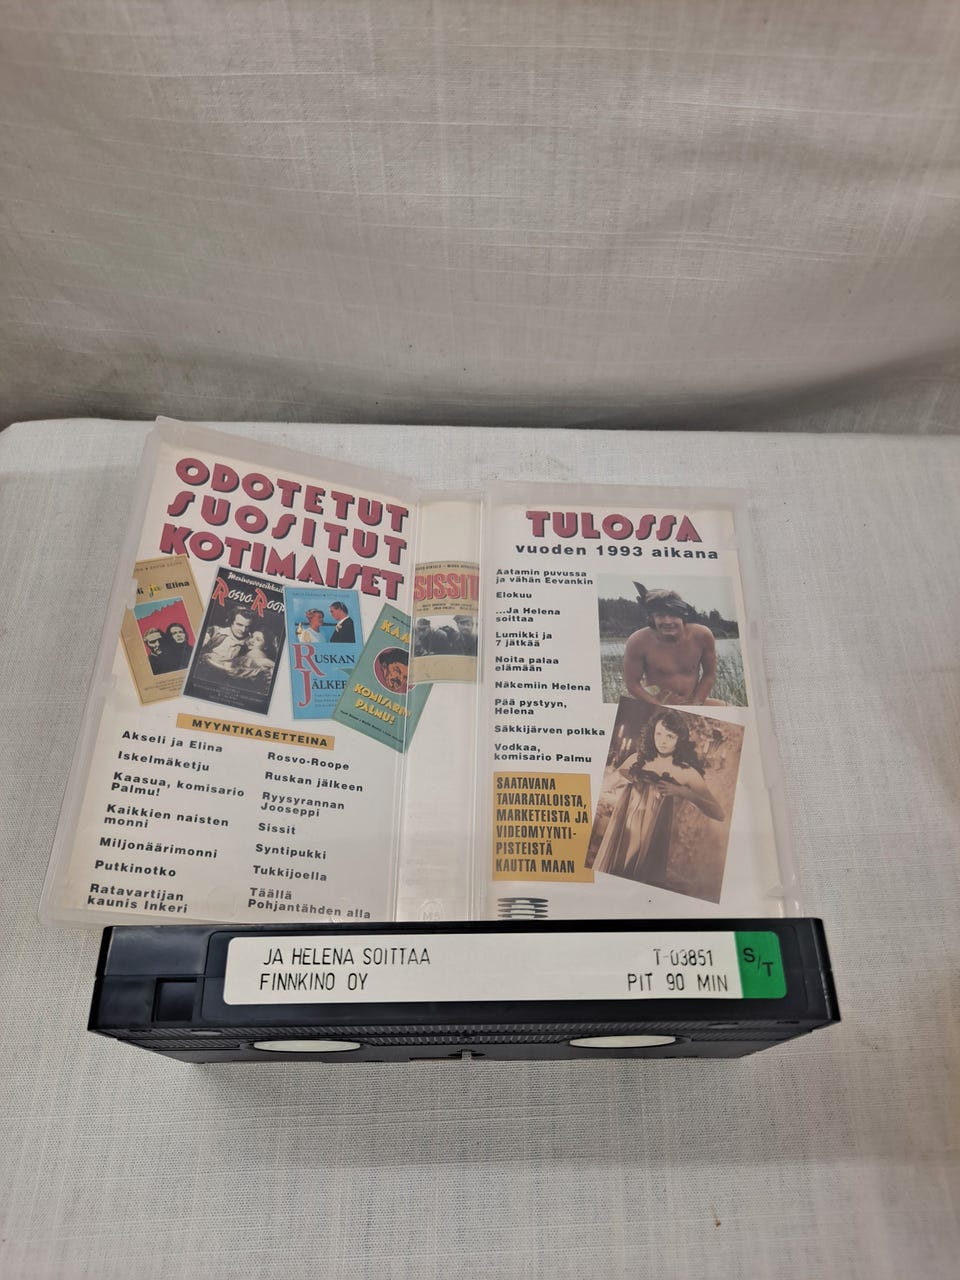 ODOTETUT
SUOSITUT
KOTIMAISET
Elina
Rosvo-Roope
RUSKAN
JÄLKEEN
KAA
KOMISARIO
PALMU!
SISSIT
MYYNTIKASETTEINA
Akseli ja Elina
Iskelmäketju
Kaasua, komisario
Palmu!
Kaikkien naisten
monni
Miljonäärimonni
Putkinotko
Ratavartijan
kaunis Inkeri
Rosvo-Roope
Ruskan jälkeen
Ryysyrannan
Jooseppi
Sissit
Syntipukki
Tukkijoella
Täällä
Pohjantähden alla
TULOSSA
vuoden 1993 aikana
Aatamin puvussa
ja vähän Eevankin
Elokuu
...Ja Helena
soittaa
Lumikki ja
7 jätkää
Noita palaa
elämään
Näkemiin Helena
Pää pystyyn,
Helena
Säkkijärven polkka
Vodkaa,
komisario Palmu
SAATAVANA
TAVARATALOISTA,
MARKETEISTA JA
VIDEOMYYNTI-
PISTEISTÄ
KAUTTA MAAN
JA HELENA SOITTAA
FINNKINO OY
T-03851
PIT 90 MIN
S/T